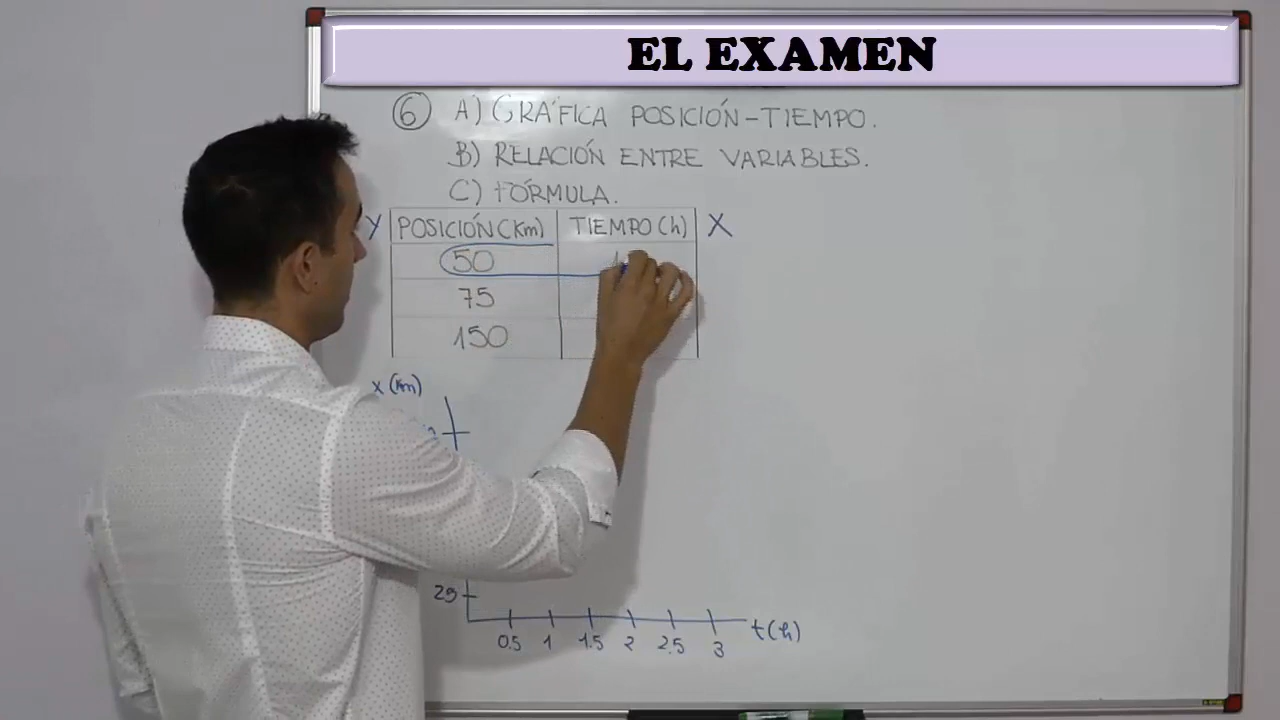 EL EXAMEN
6 A) GRÁFICA POSICIÓN-TIEMPO.
B) RELACIÓN ENTRE VARIABLES.
C) FÓRMULA.
Y POSICIÓN (Km) TIEMPO (h) X
50
75
150
x (Km)
25
0.5 1 1.5 2 2.5 3 t (h)